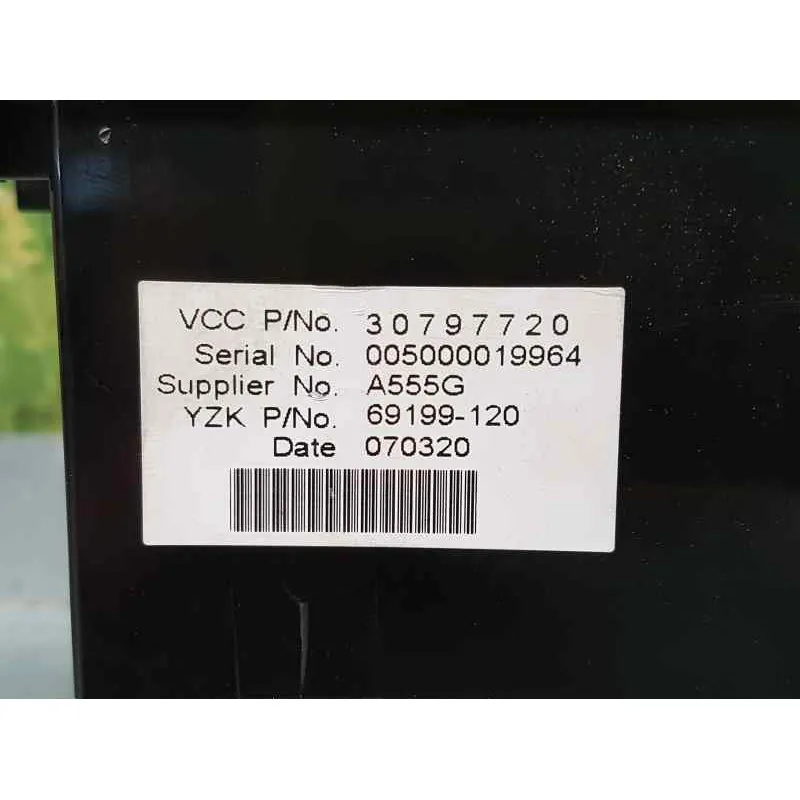 VCC P/No. 30797720
Serial No. 005000019964
Supplier No. A555G
YZK P/No. 69199-120
Date 070320